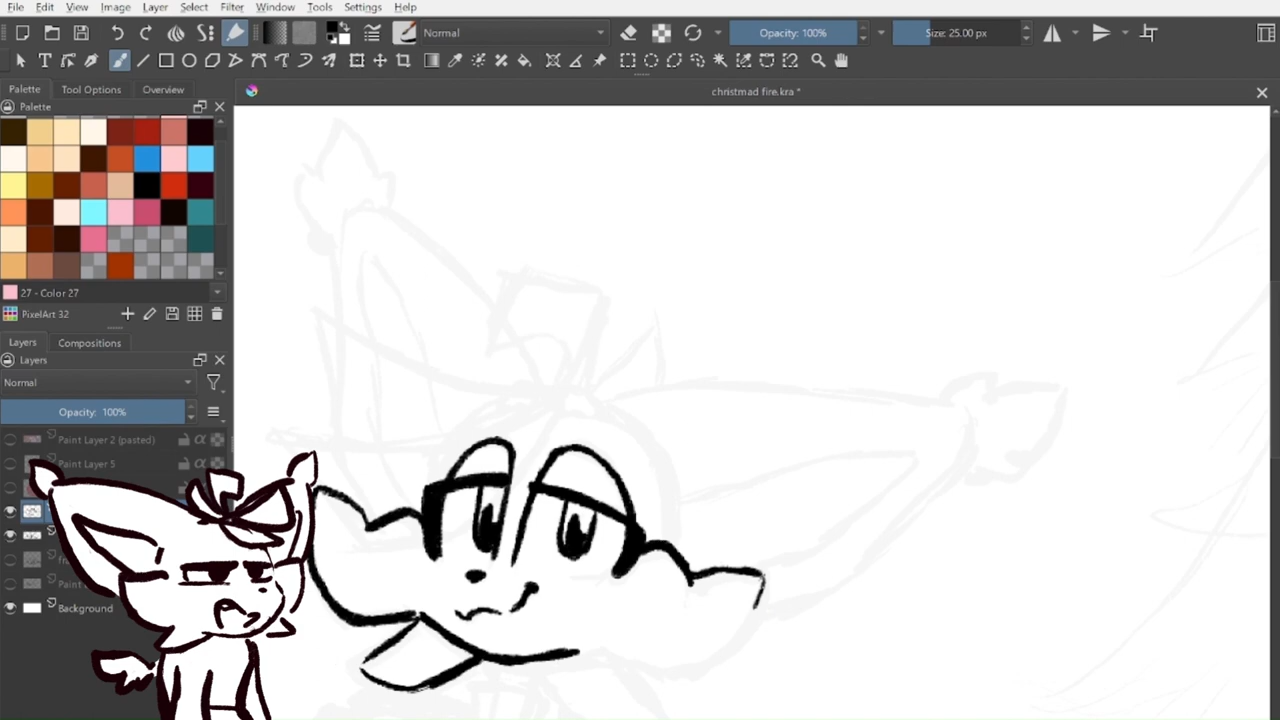 File Edit View Image Layer Select Filter Window Tools Settings Help
Normal Opacity: 100% Size: 25.00 px
Palette Tool Options Overview
christmad fire.kra *
Palette
27 - Color 27
PixelArt 32
Layers Compositions
Layers
Normal
Opacity: 100%
Paint Layer 2 (pasted)
Paint Layer 5
Background